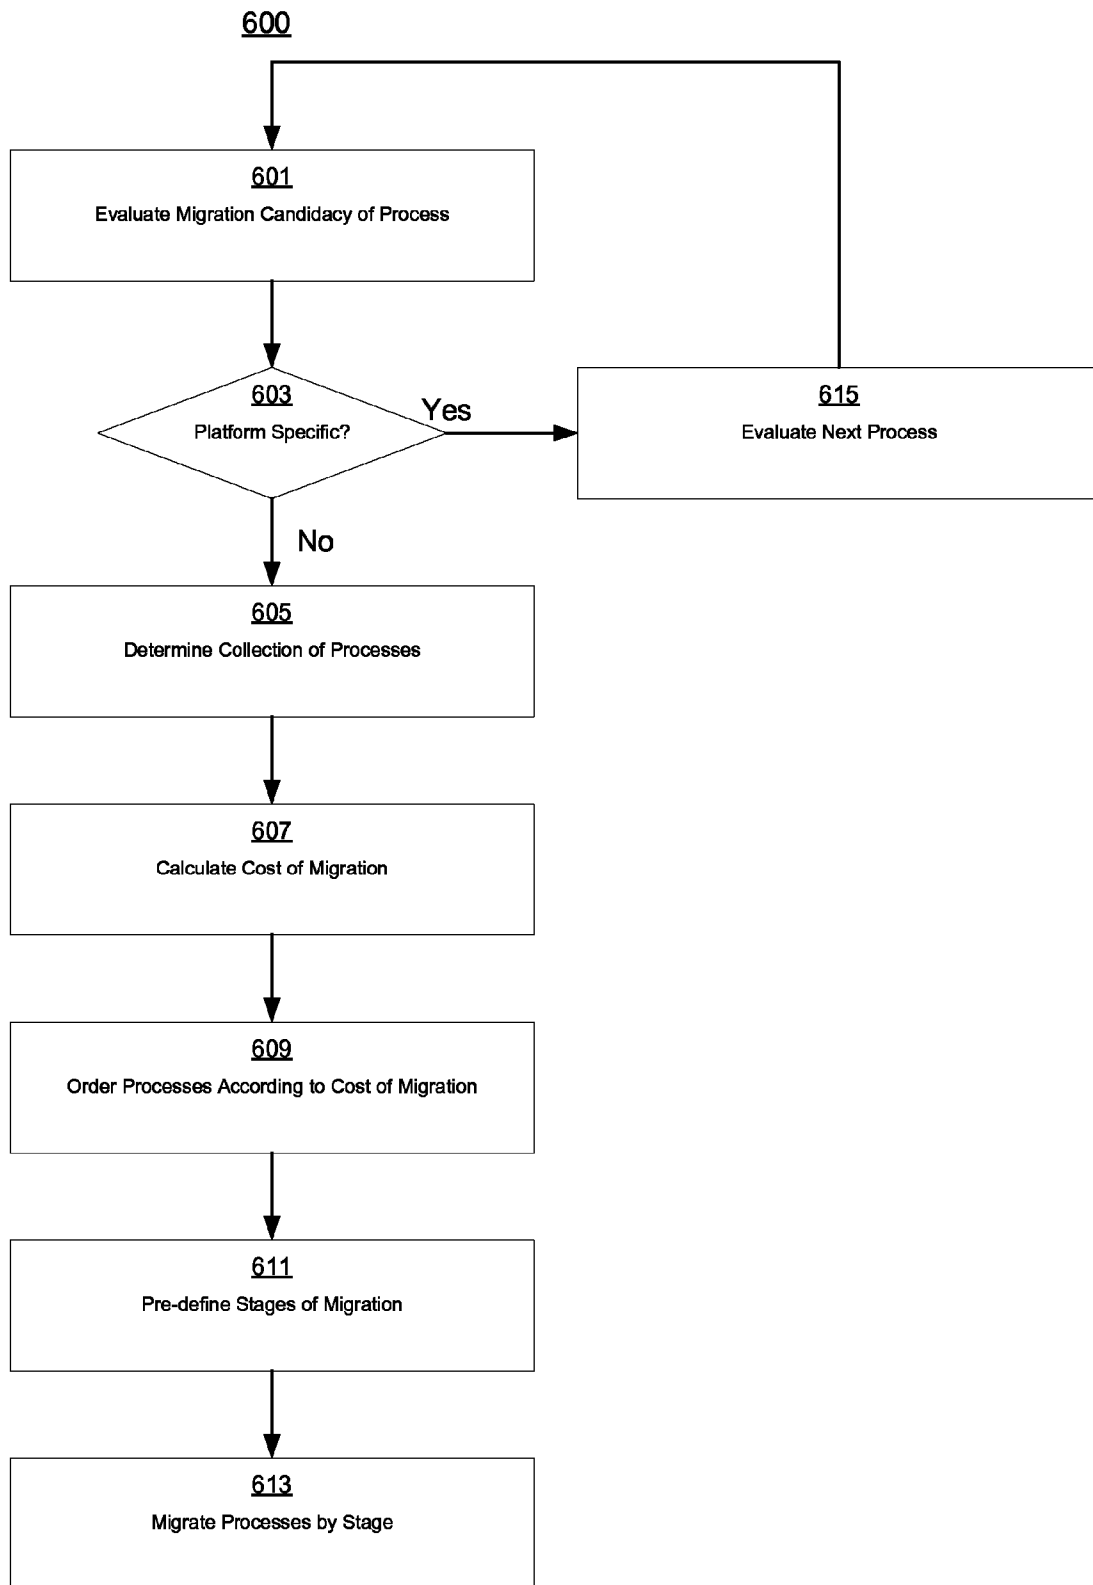 600
601
Evaluate Migration Candidacy of Process
603
Platform Specific?
Yes
615
Evaluate Next Process
No
605
Determine Collection of Processes
607
Calculate Cost of Migration
609
Order Processes According to Cost of Migration
611
Pre-define Stages of Migration
613
Migrate Processes by Stage